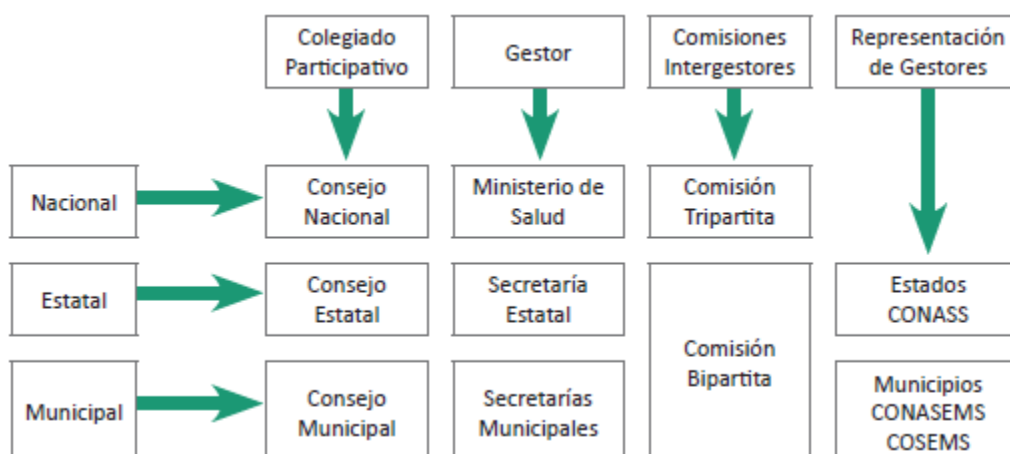 Colegiado
Participativo
Gestor
Comisiones
Intergestores
Representación
de Gestores
Nacional
Consejo
Nacional
Ministerio de
Salud
Comisión
Tripartita
Estatal
Consejo
Estatal
Secretaría
Estatal
Comisión
Bipartita
Estados
CONASS
Municipal
Consejo
Municipal
Secretarías
Municipales
Municipios
CONASEMS
COSEMS